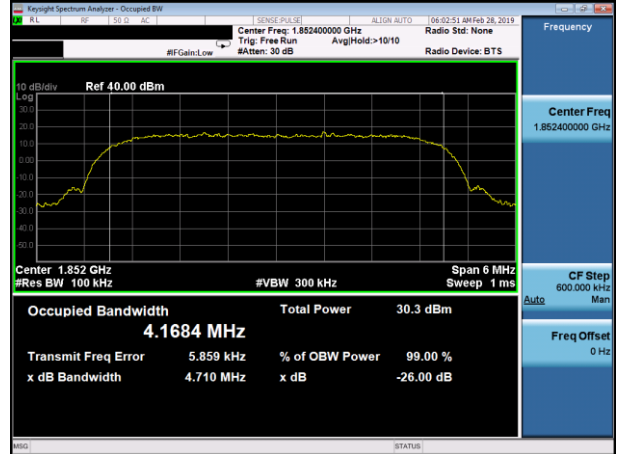 Keysight Spectrum Analyzer - Occupied BW
RL RF 50 Ω AC SENSE:PULSE ALIGN AUTO 06:02:51 AM Feb 28, 2019
Center Freq: 1.852400000 GHz Radio Std: None
Trig: Free Run Avg|Hold:>10/10
#IFGain:Low #Atten: 30 dB Radio Device: BTS
10 dB/div Ref 40.00 dBm
Log
30.0
20.0
10.0
0.00
-10.0
-20.0
-30.0
-40.0
-50.0
Center 1.852 GHz Span 6 MHz
#Res BW 100 kHz #VBW 300 kHz Sweep 1 ms
Occupied Bandwidth Total Power 30.3 dBm
4.1684 MHz
Transmit Freq Error 5.859 kHz % of OBW Power 99.00 %
x dB Bandwidth 4.710 MHz x dB -26.00 dB
Frequency
Center Freq
1.852400000 GHz
CF Step
600.000 kHz
Auto Man
Freq Offset
0 Hz
MSG STATUS